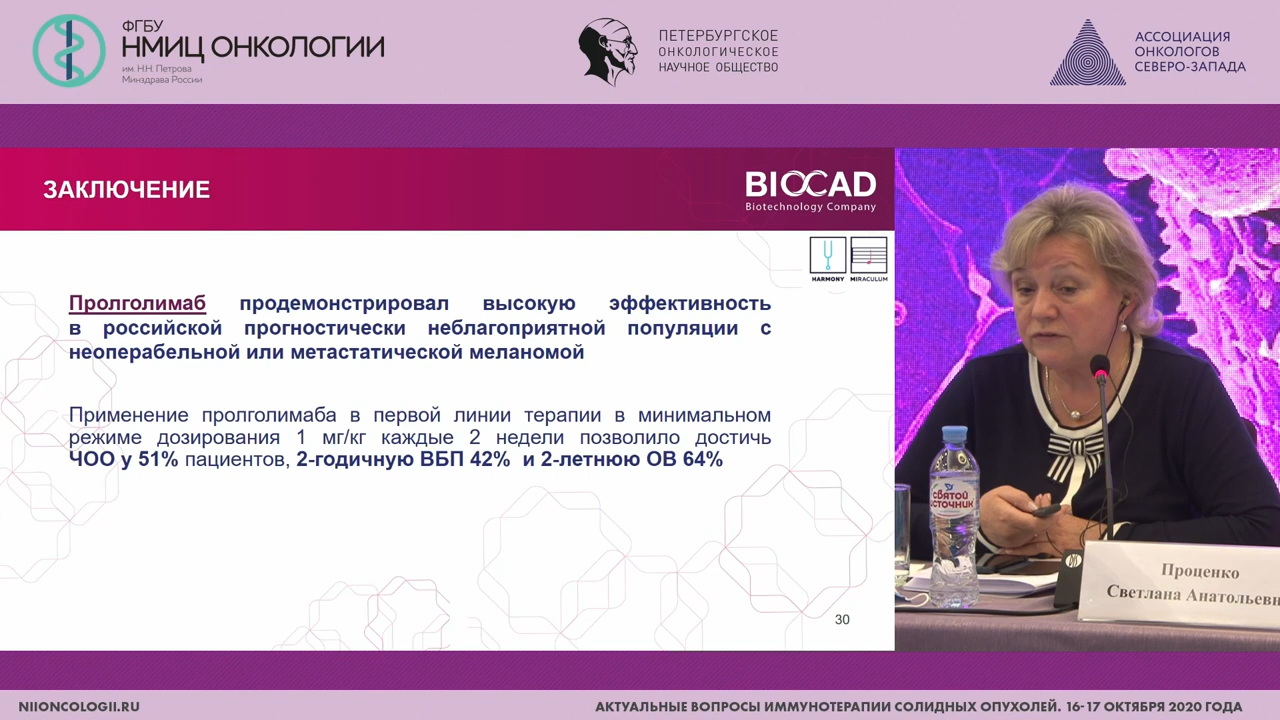 ФГБУ
НМИЦ ОНКОЛОГИИ
им. Н.Н. Петрова
Минздрава России
ПЕТЕРБУРГСКОЕ
ОНКОЛОГИЧЕСКОЕ
НАУЧНОЕ ОБЩЕСТВО
АССОЦИАЦИЯ
ОНКОЛОГОВ
СЕВЕРО-ЗАПАДА
ЗАКЛЮЧЕНИЕ
BIOCAD
Biotechnology Company
HARMONY
MIRACULUM
Пролголимаб продемонстрировал высокую эффективность
в российской прогностически неблагоприятной популяции с
неоперабельной или метастатической меланомой
Применение пролголимаба в первой линии терапии в минимальном
режиме дозирования 1 мг/кг каждые 2 недели позволило достичь
ЧОО у 51% пациентов, 2-годичную ВБП 42% и 2-летнюю ОВ 64%
30
СВЯТОЙ
ИСТОЧНИК
Проценко
Светлана Анатольевн
NIIONCOLOGII.RU
АКТУАЛЬНЫЕ ВОПРОСЫ ИММУНОТЕРАПИИ СОЛИДНЫХ ОПУХОЛЕЙ. 16-17 ОКТЯБРЯ 2020 ГОДА